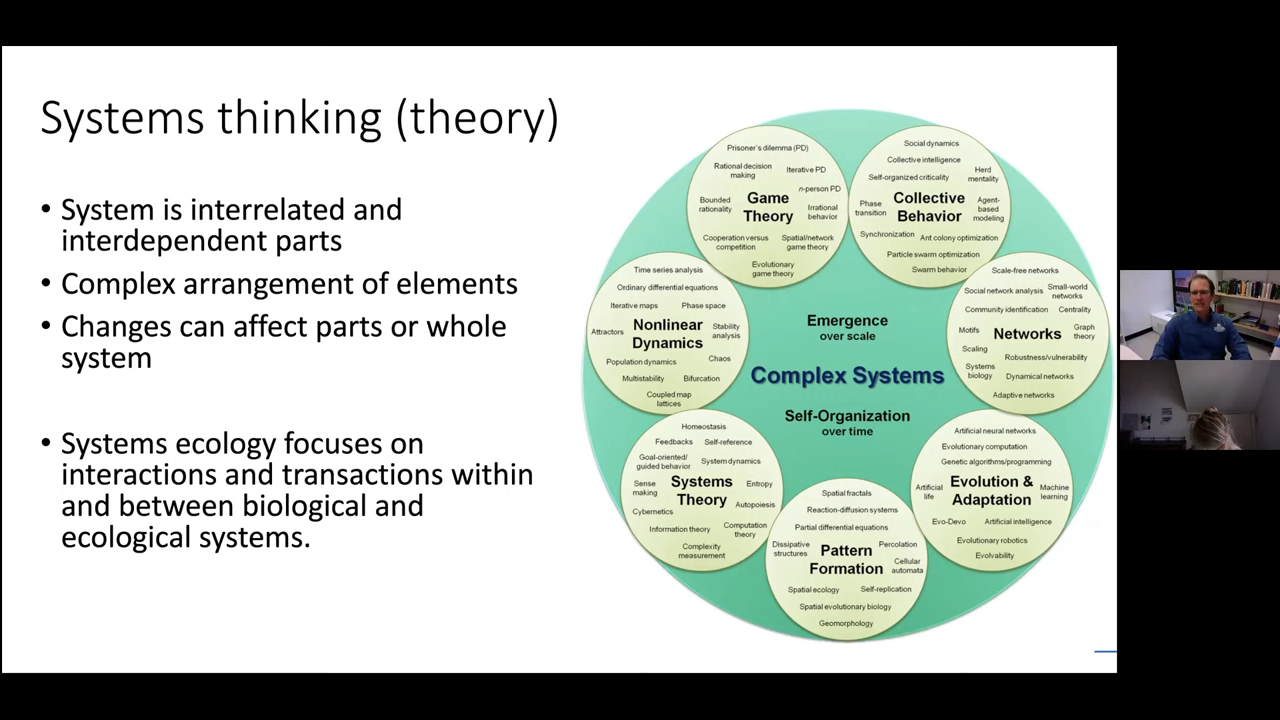 Systems thinking (theory)
• System is interrelated and
interdependent parts
• Complex arrangement of elements
• Changes can affect parts or whole
system
• Systems ecology focuses on
interactions and transactions within
and between biological and
ecological systems.
Prisoner's dilemma (PD)
Rational decision
making
Iterative PD
n-person PD
Bounded
rationality
Game
Theory
Irrational
behavior
Cooperation versus
competition
Spatial/network
game theory
Evolutionary
game theory
Social dynamics
Collective intelligence
Self-organized criticality
Herd
mentality
Phase
transition
Collective
Behavior
Agent-
based
modeling
Synchronization
Ant colony optimization
Particle swarm optimization
Swarm behavior
Time series analysis
Ordinary differential equations
Iterative maps
Phase space
Attractors
Nonlinear
Dynamics
Stability
analysis
Population dynamics
Chaos
Multistability
Bifurcation
Coupled map
lattices
Emergence
over scale
Complex Systems
Self-Organization
over time
Scale-free networks
Social network analysis
Small-world
networks
Community identification
Centrality
Motifs
Networks
Graph
theory
Scaling
Robustness/vulnerability
Systems
biology
Dynamical networks
Adaptive networks
Homeostasis
Feedbacks
Self-reference
Goal-oriented/
guided behavior
System dynamics
Sense
making
Systems
Theory
Entropy
Autopoiesis
Cybernetics
Information theory
Computation
theory
Complexity
measurement
Spatial fractals
Reaction-diffusion systems
Partial differential equations
Dissipative
structures
Pattern
Formation
Percolation
Cellular
automata
Spatial ecology
Self-replication
Spatial evolutionary biology
Geomorphology
Artificial neural networks
Evolutionary computation
Genetic algorithms/programming
Artificial
life
Evolution &
Adaptation
Machine
learning
Evo-Devo
Artificial intelligence
Evolutionary robotics
Evolvability